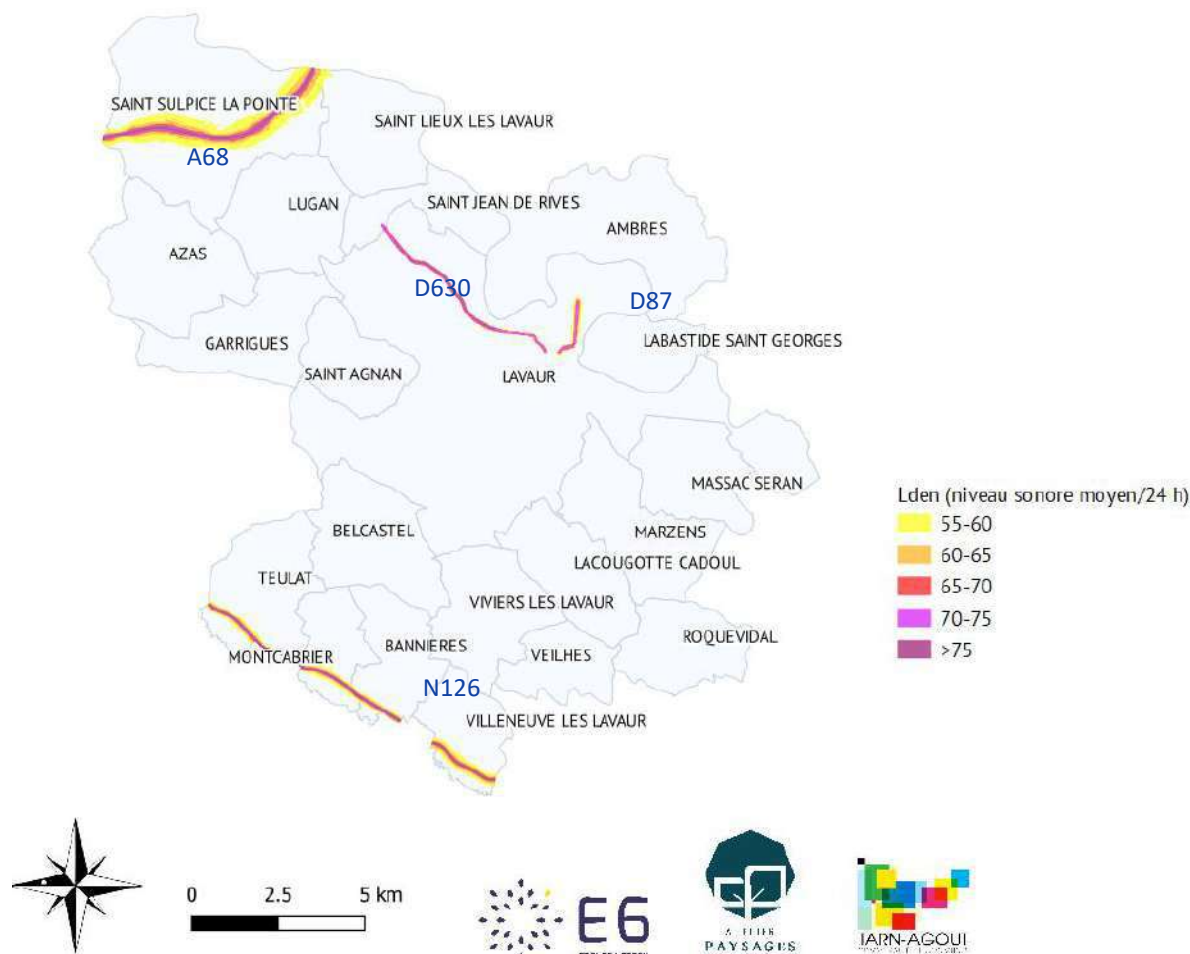 SAINT SULPICE LA POINTE
SAINT LIEUX LES LAVAUR
A68
LUGAN
SAINT JEAN DE RIVES
AMBRES
AZAS
D630
D87
GARRIGUES
LABASTIDE SAINT GEORGES
SAINT AGNAN
LAVAUR
MASSAC SERAN
Lden (niveau sonore moyen/24 h)
55-60
60-65
65-70
70-75
>75
BELCASTEL
MARZENS
LACOUGOTTE CADOUL
TEULAT
VIVIERS LES LAVAUR
ROQUEVIDAL
BANNIERES
VEILHES
MONTCABRIER
N126
VILLENEUVE LES LAVAUR
0 2.5 5 km
E6
ATELIER
PAYSAGES
TARN-AGOUT